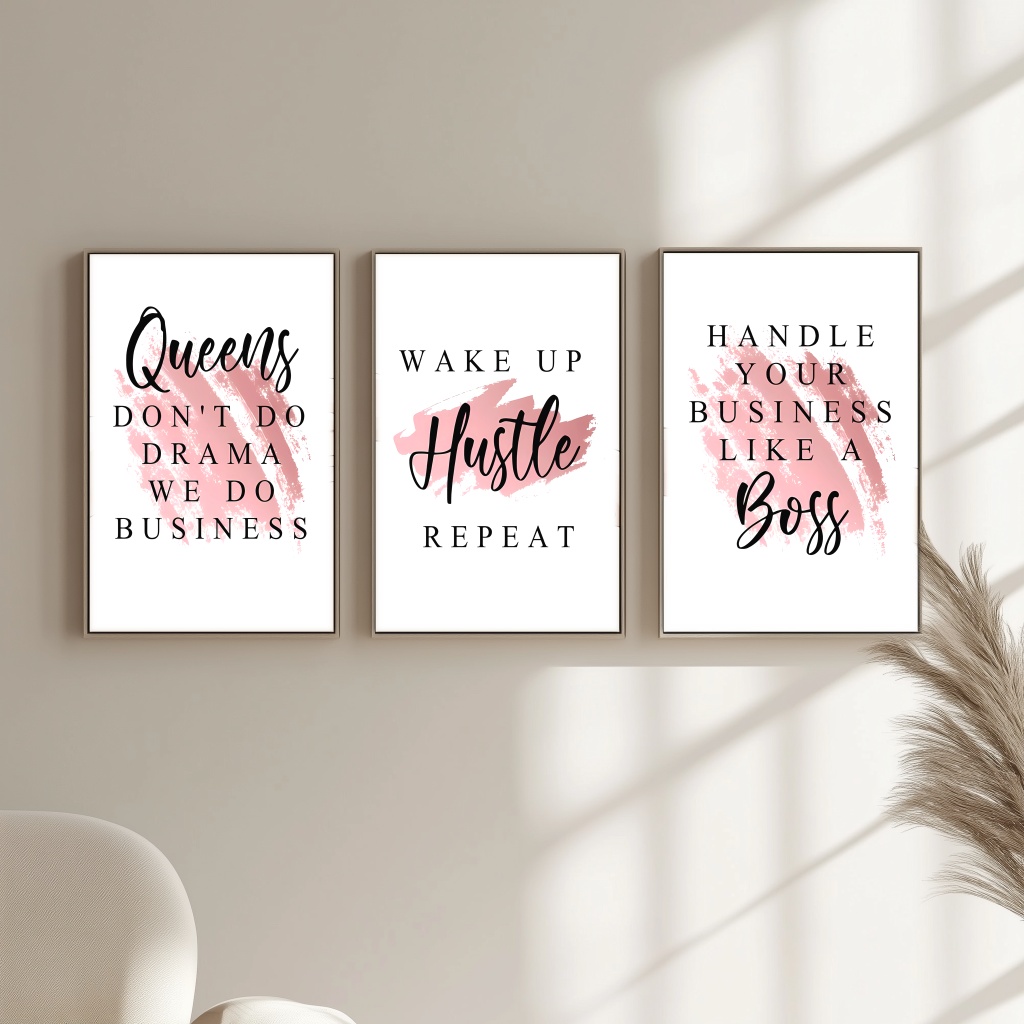 Queens
DON'T DO
DRAMA
WE DO
BUSINESS
WAKE UP
Hustle
REPEAT
HANDLE
YOUR
BUSINESS
LIKE A
Boss